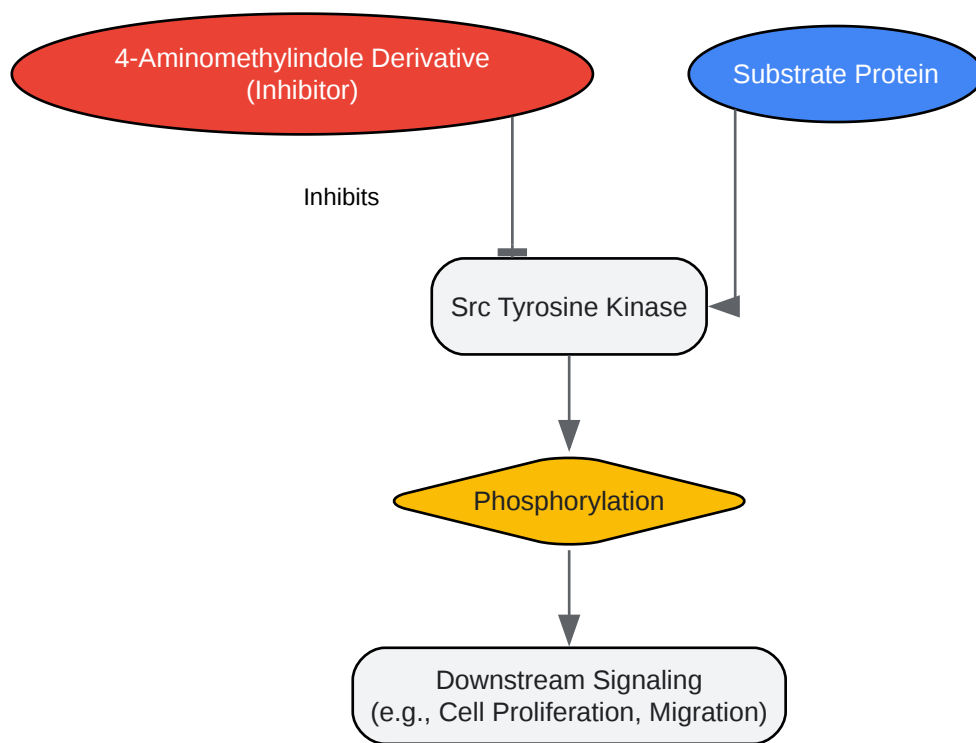 4-Aminomethylindole Derivative
(Inhibitor)
Substrate Protein
Inhibits
Src Tyrosine Kinase
Phosphorylation
Downstream Signaling
(e.g., Cell Proliferation, Migration)